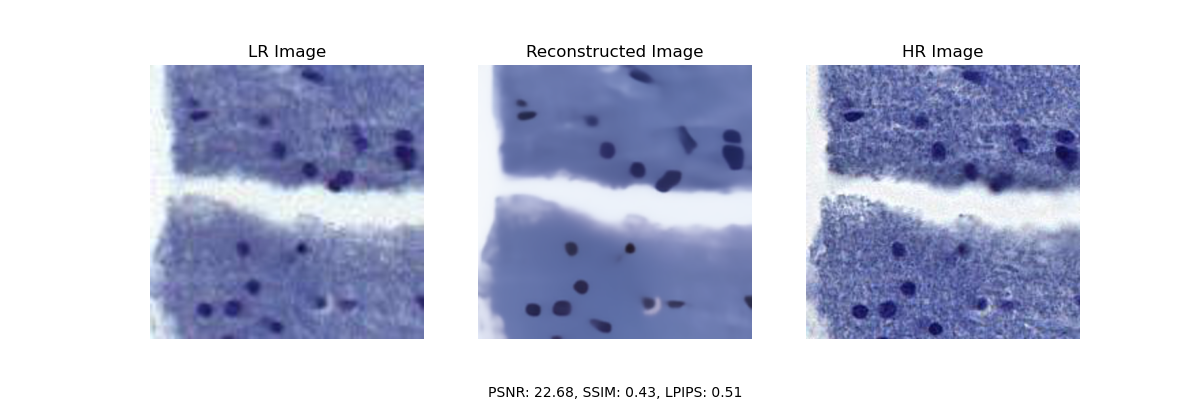 LR Image
Reconstructed Image
HR Image
PSNR: 22.68, SSIM: 0.43, LPIPS: 0.51